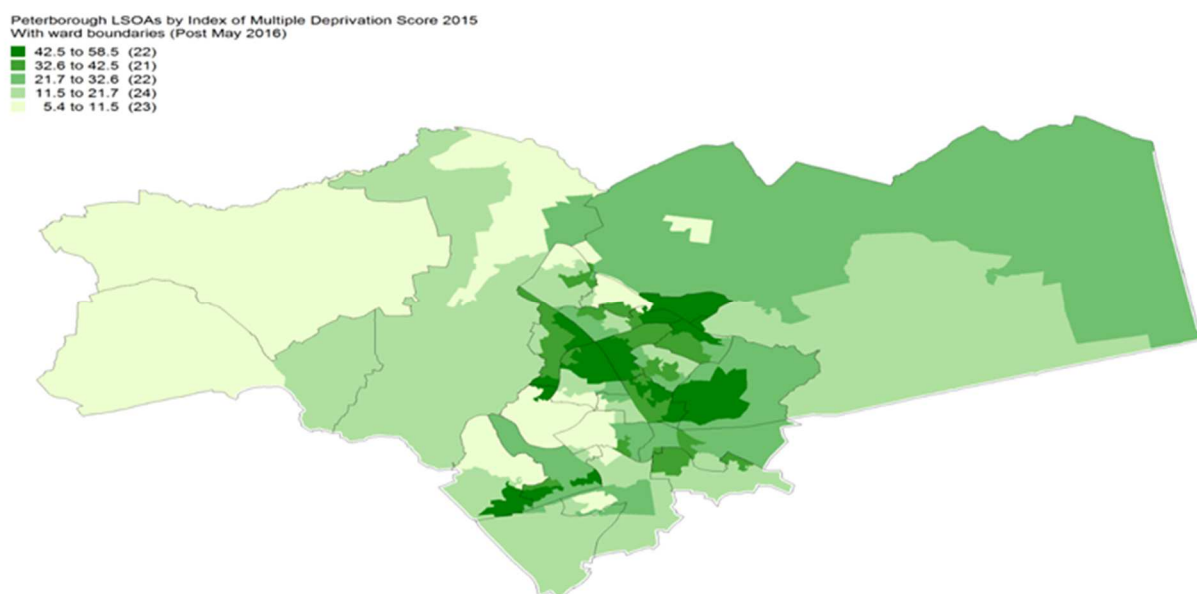 Peterborough LSOAs by Index of Multiple Deprivation Score 2015
With ward boundaries (Post May 2016)
42.5 to 58.5 (22)
32.6 to 42.5 (21)
21.7 to 32.6 (22)
11.5 to 21.7 (24)
5.4 to 11.5 (23)